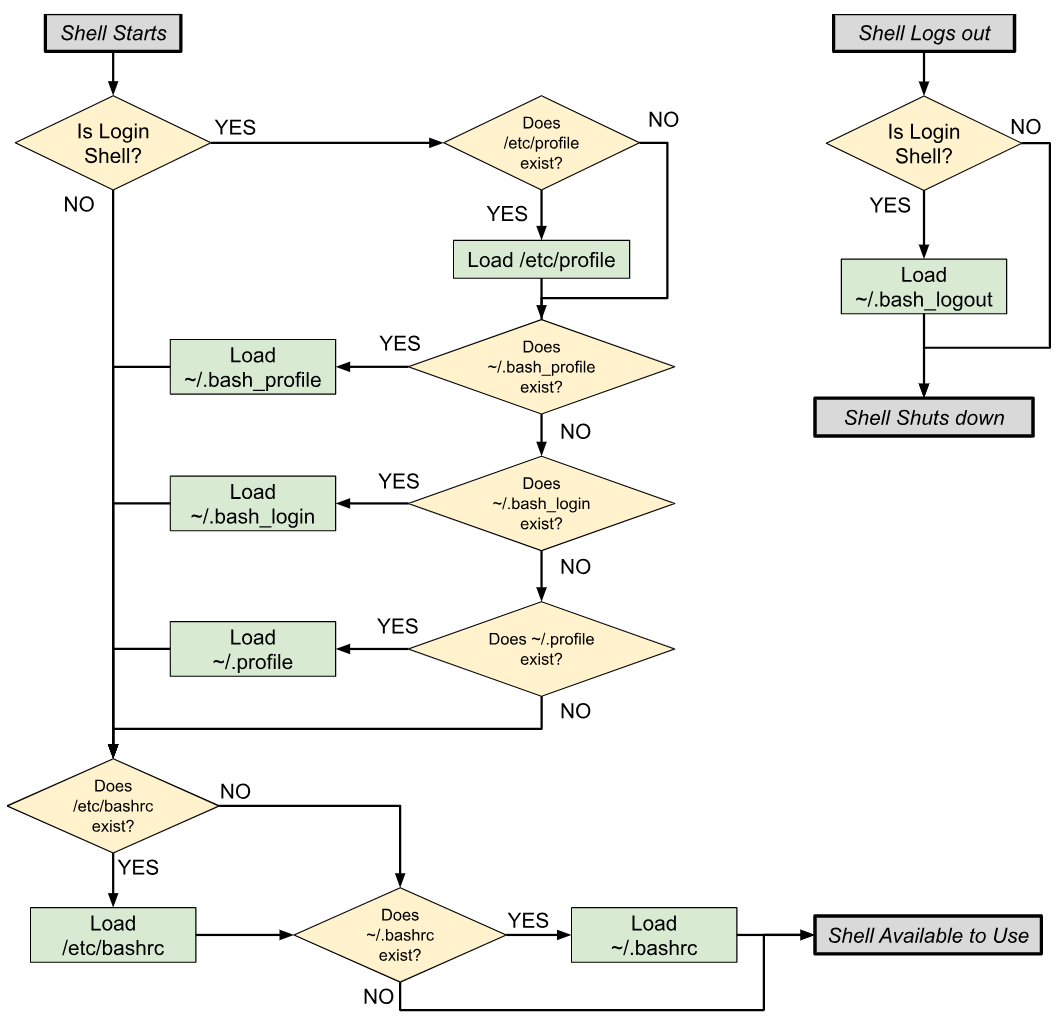 Shell Starts
Is Login
Shell?
YES
NO
Does
/etc/profile
exist?
NO
YES
Load /etc/profile
Does
~/.bash_profile
exist?
YES
Load
~/.bash_profile
NO
Does
~/.bash_login
exist?
YES
Load
~/.bash_login
NO
Does ~/.profile
exist?
YES
Load
~/.profile
NO
Does
/etc/bashrc
exist?
NO
YES
Load
/etc/bashrc
Does
~/.bashrc
exist?
YES
NO
Load
~/.bashrc
Shell Available to Use
Shell Logs out
Is Login
Shell?
NO
YES
Load
~/.bash_logout
Shell Shuts down